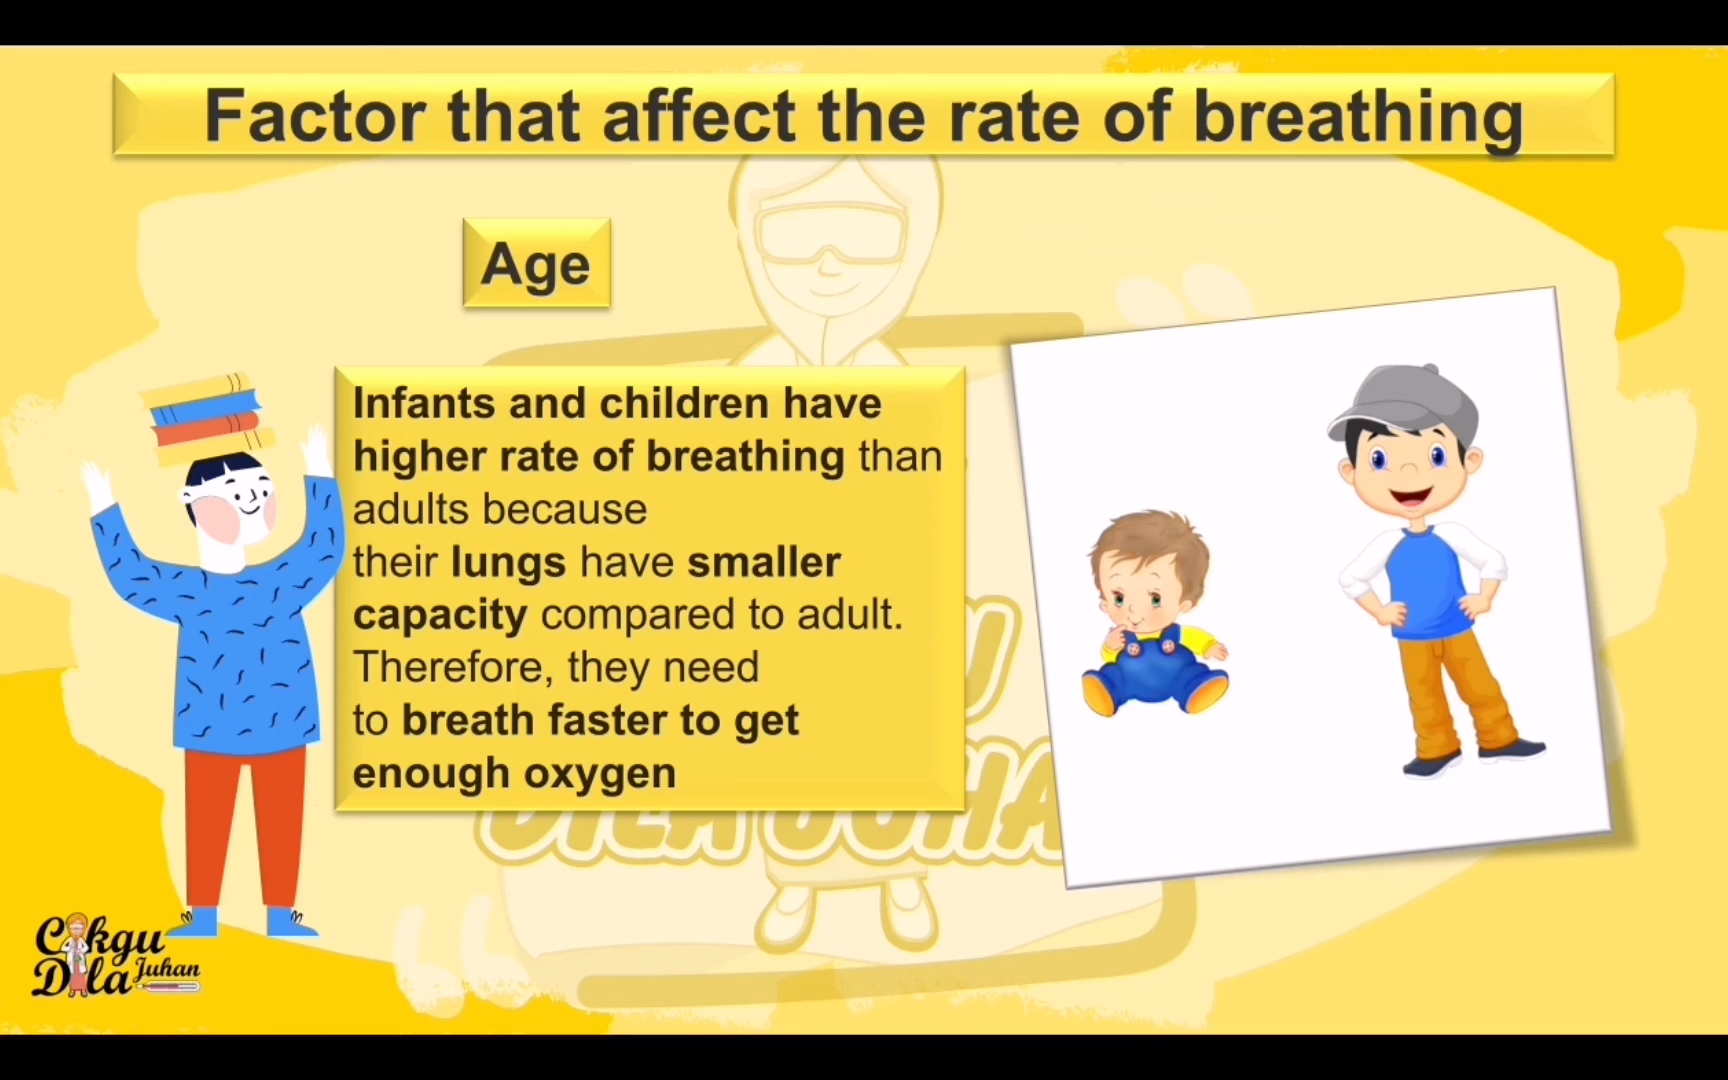 Factor that affect the rate of breathing
Age
Infants and children have
higher rate of breathing than
adults because
their lungs have smaller
capacity compared to adult.
Therefore, they need
to breath faster to get
enough oxygen
Cikgu
Dila Juhan